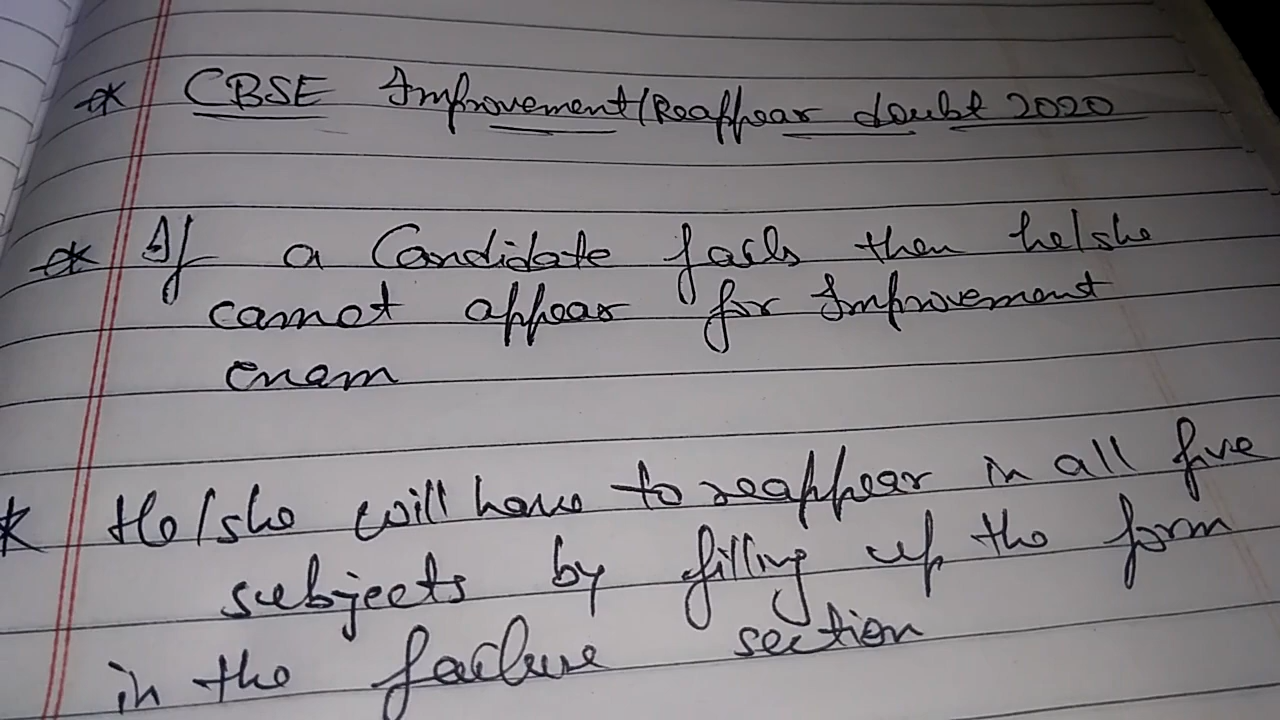 * CBSE Improvement/Reappear doubt 2020
* If a Candidate fails then he/she
cannot appear for Improvement
exam
* He/she will have to reappear in all five
subjects by filling up the form
in the failure section